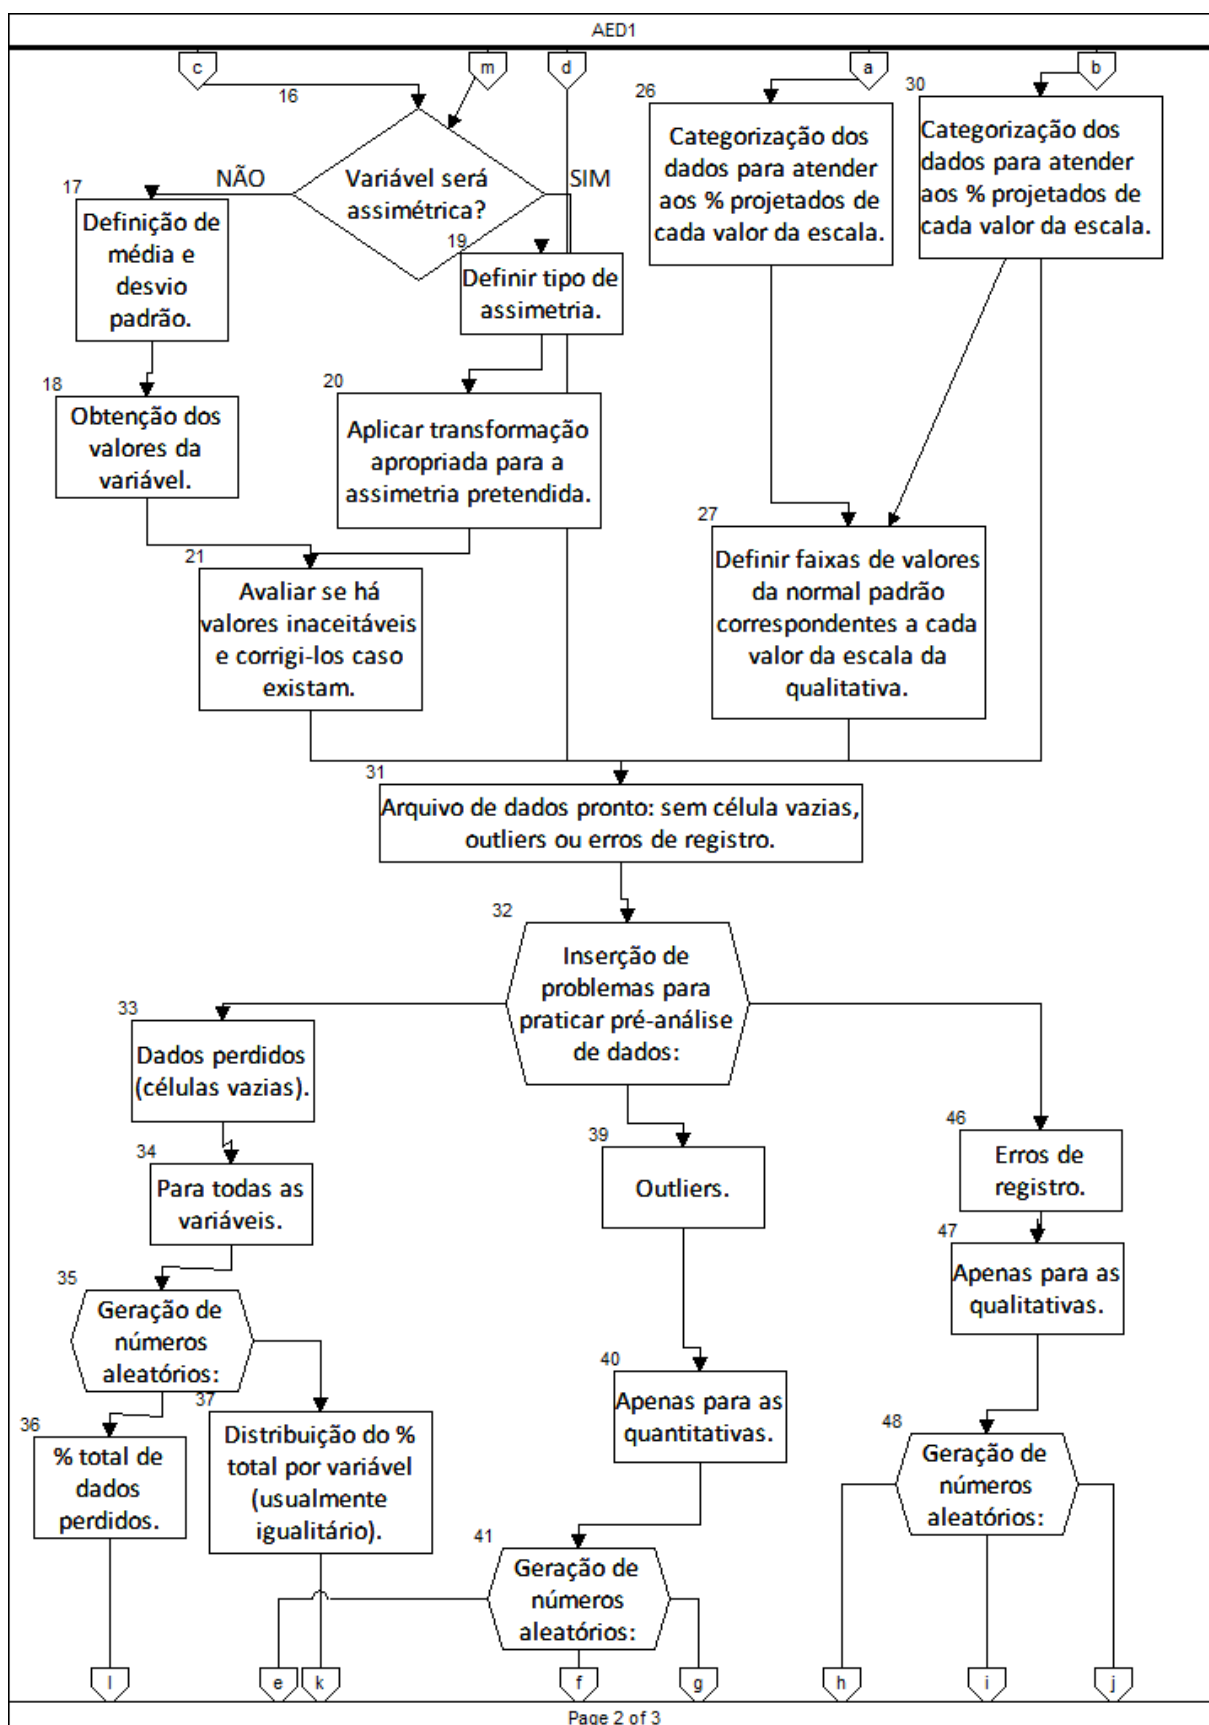 AED1
c
m
d
a
b
16
Variável será
assimétrica?
NÃO
SIM
17
Definição de
média e
desvio
padrão.
18
Obtenção dos
valores da
variável.
19
Definir tipo de
assimetria.
20
Aplicar transformação
apropriada para a
assimetria pretendida.
21
Avaliar se há
valores inaceitáveis
e corrigi-los caso
existam.
26
Categorização dos
dados para atender
aos % projetados de
cada valor da escala.
30
Categorização dos
dados para atender
aos % projetados de
cada valor da escala.
27
Definir faixas de valores
da normal padrão
correspondentes a cada
valor da escala da
qualitativa.
31
Arquivo de dados pronto: sem célula vazias,
outliers ou erros de registro.
32
Inserção de
problemas para
praticar pré-análise
de dados:
33
Dados perdidos
(células vazias).
34
Para todas as
variáveis.
35
Geração de
números
aleatórios:
36
% total de
dados
perdidos.
37
Distribuição do %
total por variável
(usualmente
igualitário).
39
Outliers.
40
Apenas para as
quantitativas.
41
Geração de
números
aleatórios:
46
Erros de
registro.
47
Apenas para as
qualitativas.
48
Geração de
números
aleatórios:
l
e
k
f
g
h
i
j
Page 2 of 3